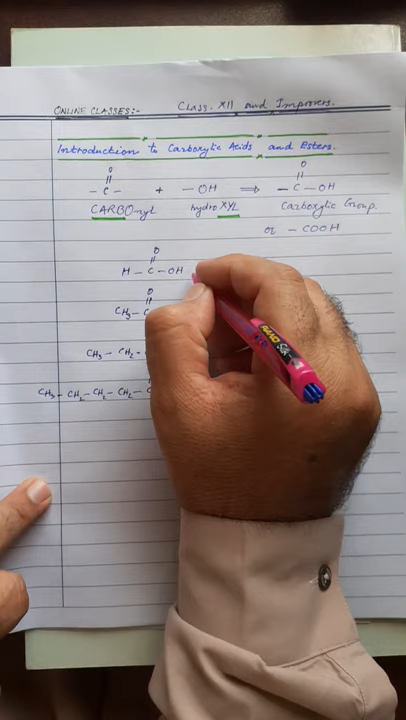 ONLINE CLASSES:- Class. XII and Improvers.
Introduction to Carboxylic Acids and Esters.
O O
|| ||
- C - + - OH ⟹ - C - OH
CARBOnyl hydroXYL Carboxylic Group.
or - COOH
O
||
H - C - OH
O
||
CH₃ - C
CH₃ - CH₂ -
CH₃ - CH₂ - CH₂ - CH₂ - C